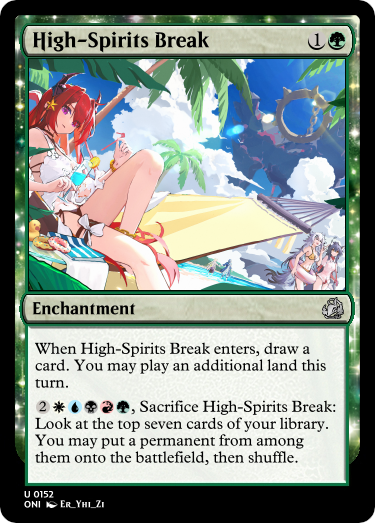 High-Spirits Break 1
Enchantment
When High-Spirits Break enters, draw a
card. You may play an additional land this
turn.
2, Sacrifice High-Spirits Break:
Look at the top seven cards of your library.
You may put a permanent from among
them onto the battlefield, then shuffle.
U 0152
ONI Er_Yhi_Zi